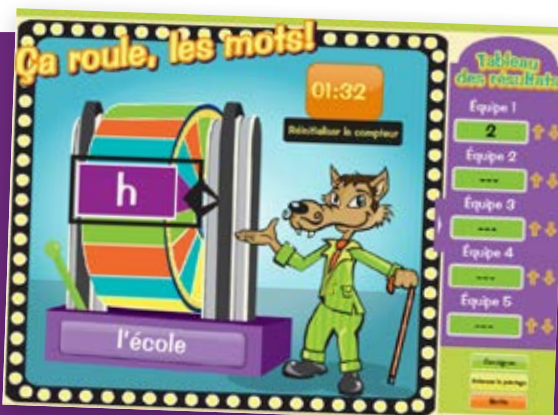 Ça roule, les mots!
01:32
Réinitialiser le compteur
h
l'école
Tableau
des résultats
Équipe 1
2
Équipe 2
---
Équipe 3
---
Équipe 4
---
Équipe 5
---
Consignes